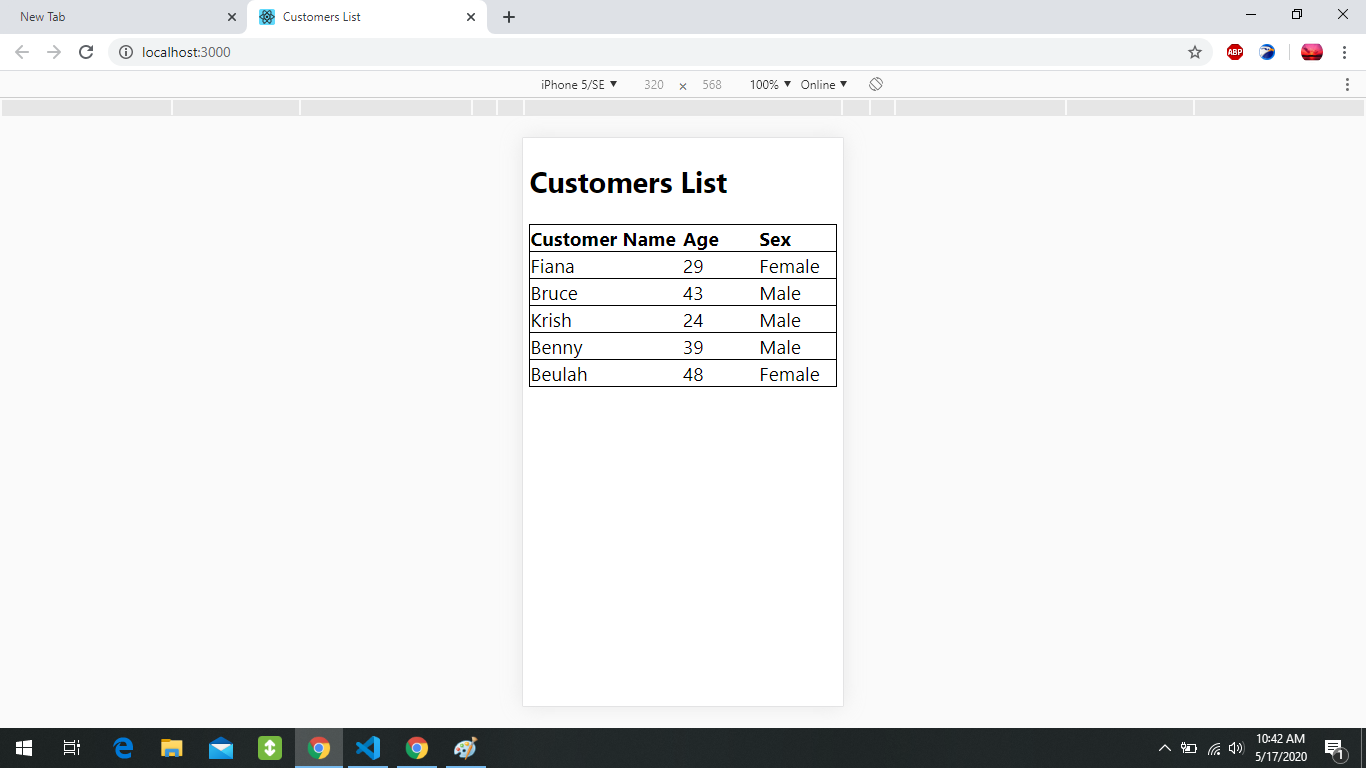 New Tab
Customers List
localhost:3000
ABP
iPhone 5/SE 320 × 568 100% Online
Customers List
Customer Name Age Sex
Fiana 29 Female
Bruce 43 Male
Krish 24 Male
Benny 39 Male
Beulah 48 Female
10:42 AM
5/17/2020
1